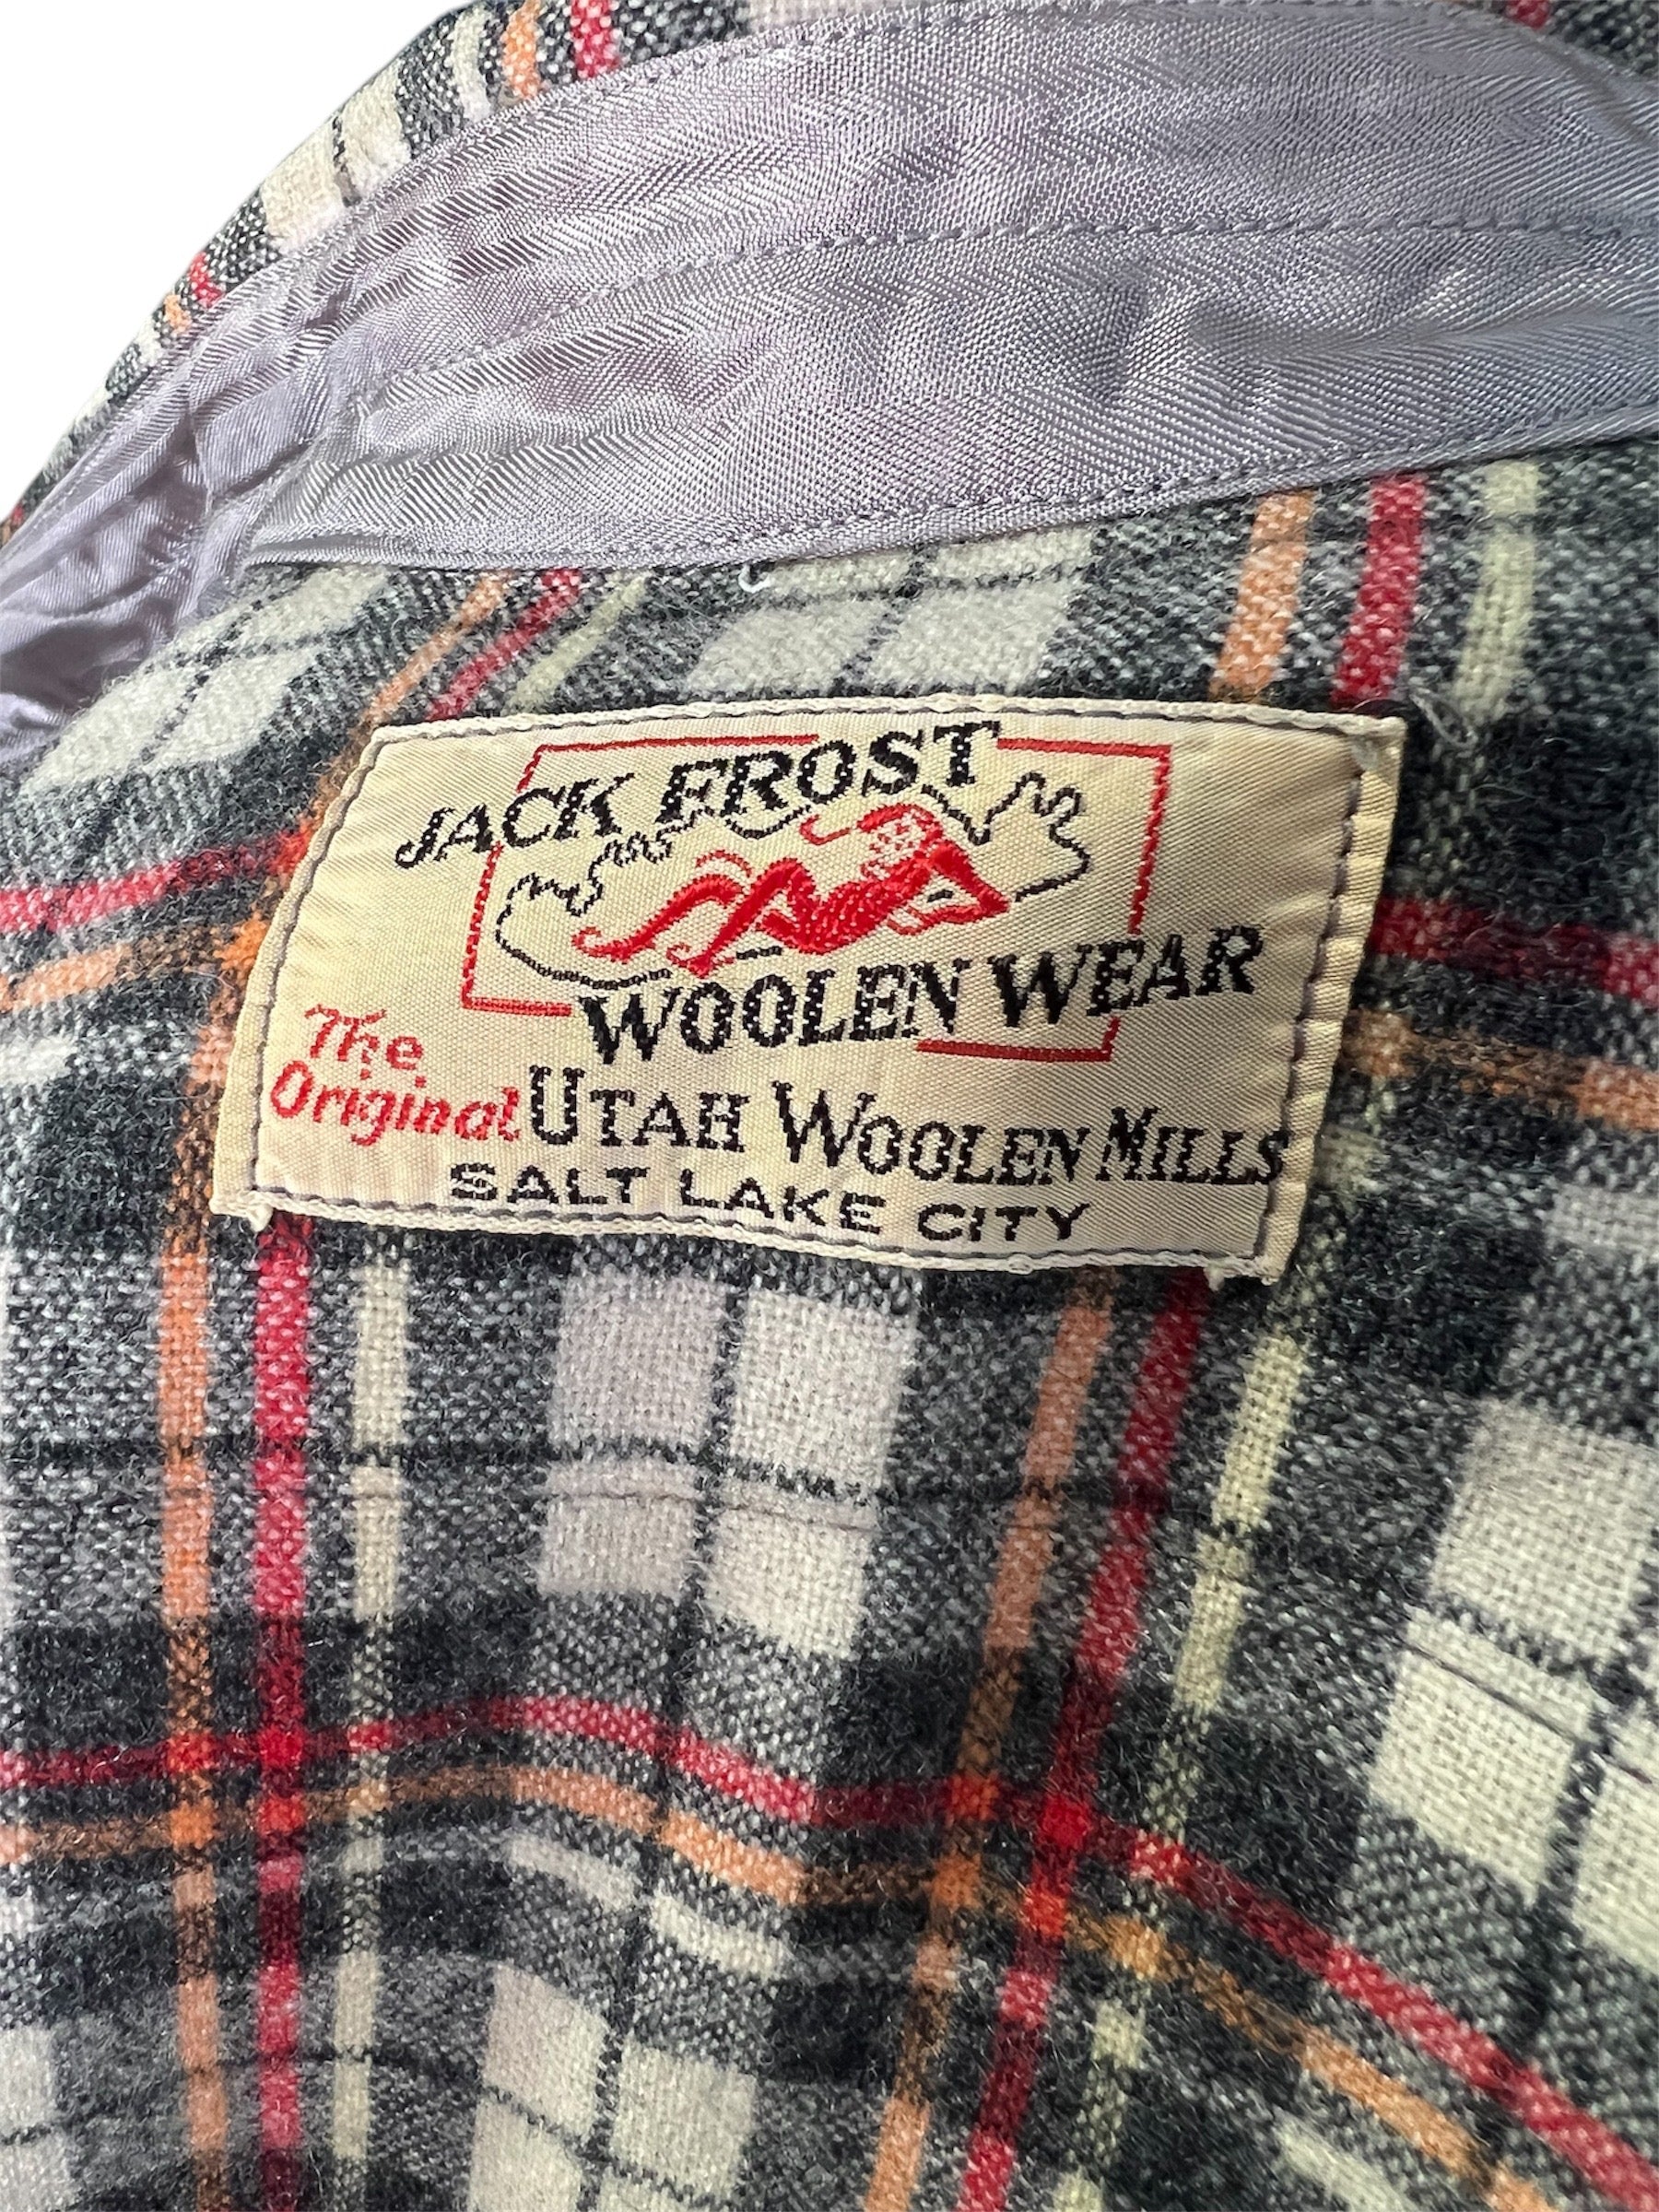 JACK FROST
WOOLEN WEAR
The
Original UTAH WOOLEN MILLS
SALT LAKE CITY